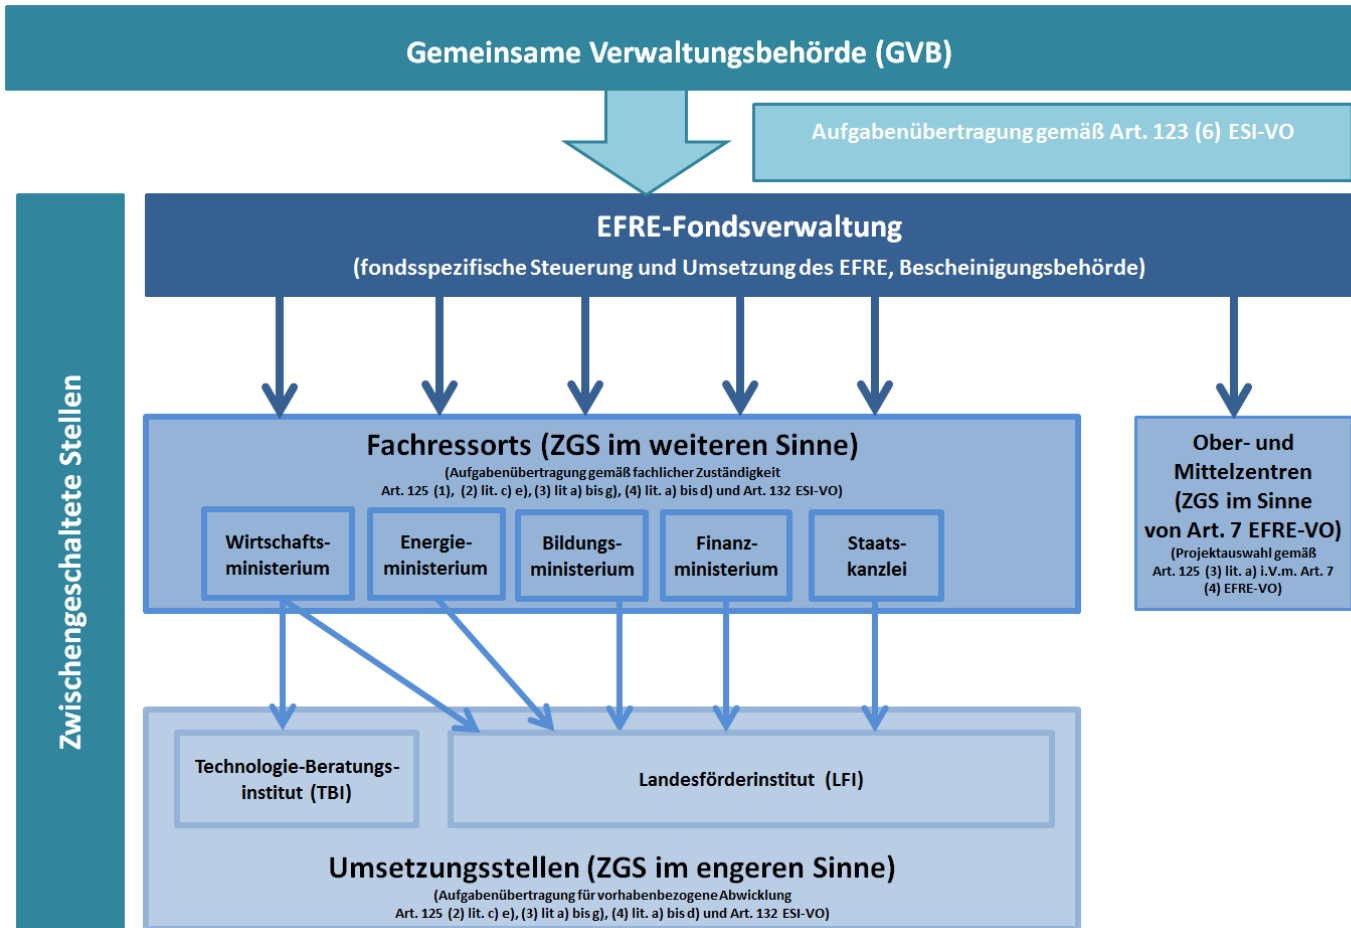 Gemeinsame Verwaltungsbehörde (GVB)
Aufgabenübertragung gemäß Art. 123 (6) ESI-VO
Zwischengeschaltete Stellen
EFRE-Fondsverwaltung
(fondsspezifische Steuerung und Umsetzung des EFRE, Bescheinigungsbehörde)
Fachressorts (ZGS im weiteren Sinne)
(Aufgabenübertragung gemäß fachlicher Zuständigkeit
Art. 125 (1), (2) lit. c) e), (3) lit a) bis g), (4) lit. a) bis d) und Art. 132 ESI-VO)
Wirtschafts-
ministerium
Energie-
ministerium
Bildungs-
ministerium
Finanz-
ministerium
Staats-
kanzlei
Ober- und
Mittelzentren
(ZGS im Sinne
von Art. 7 EFRE-VO)
(Projektauswahl gemäß
Art. 125 (3) lit. a) i.V.m. Art. 7
(4) EFRE-VO)
Technologie-Beratungs-
institut (TBI)
Landesförderinstitut (LFI)
Umsetzungsstellen (ZGS im engeren Sinne)
(Aufgabenübertragung für vorhabenbezogene Abwicklung
Art. 125 (2) lit. c) e), (3) lit a) bis g), (4) lit. a) bis d) und Art. 132 ESI-VO)